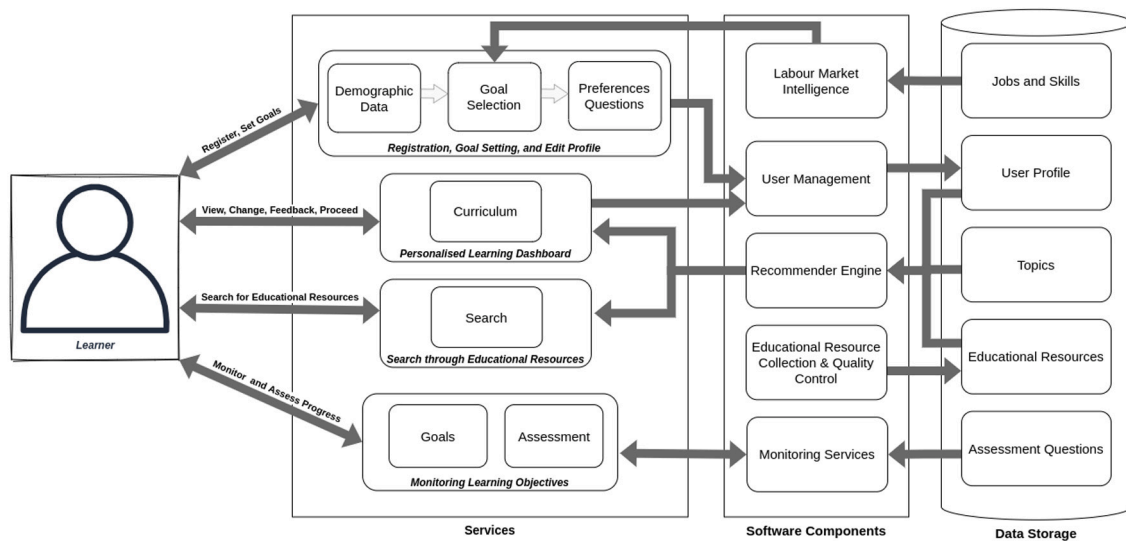 Learner
Register, Set Goals
View, Change, Feedback, Proceed
Search for Educational Resources
Monitor and Assess Progress
Demographic
Data
Goal
Selection
Preferences
Questions
Registration, Goal Setting, and Edit Profile
Curriculum
Personalised Learning Dashboard
Search
Search through Educational Resources
Goals
Assessment
Monitoring Learning Objectives
Services
Labour Market
Intelligence
User Management
Recommender Engine
Educational Resource
Collection & Quality
Control
Monitoring Services
Software Components
Jobs and Skills
User Profile
Topics
Educational Resources
Assessment Questions
Data Storage